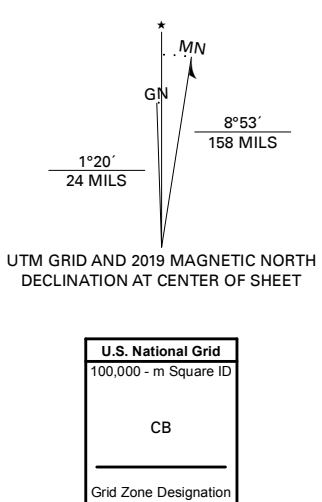 MN
GN
8°53´
158 MILS
1°20´
24 MILS
UTM GRID AND 2019 MAGNETIC NORTH
DECLINATION AT CENTER OF SHEET
U.S. National Grid
100,000 - m Square ID
CB
Grid Zone Designation